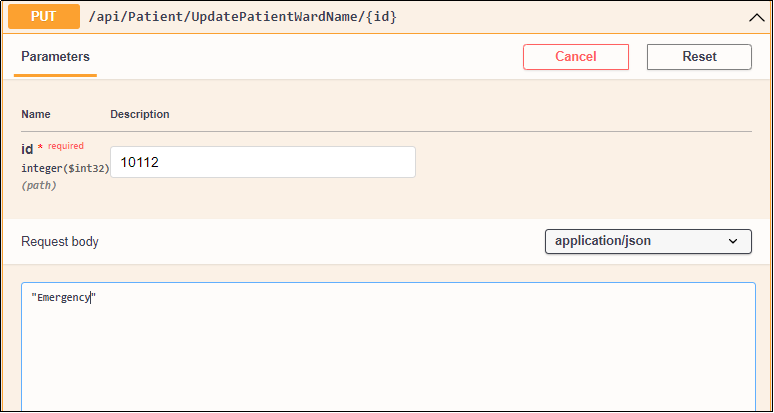 PUT /api/Patient/UpdatePatientWardName/{id}
Parameters Cancel Reset
Name Description
id * required
integer($int32) 10112
(path)
Request body application/json
"Emergency"